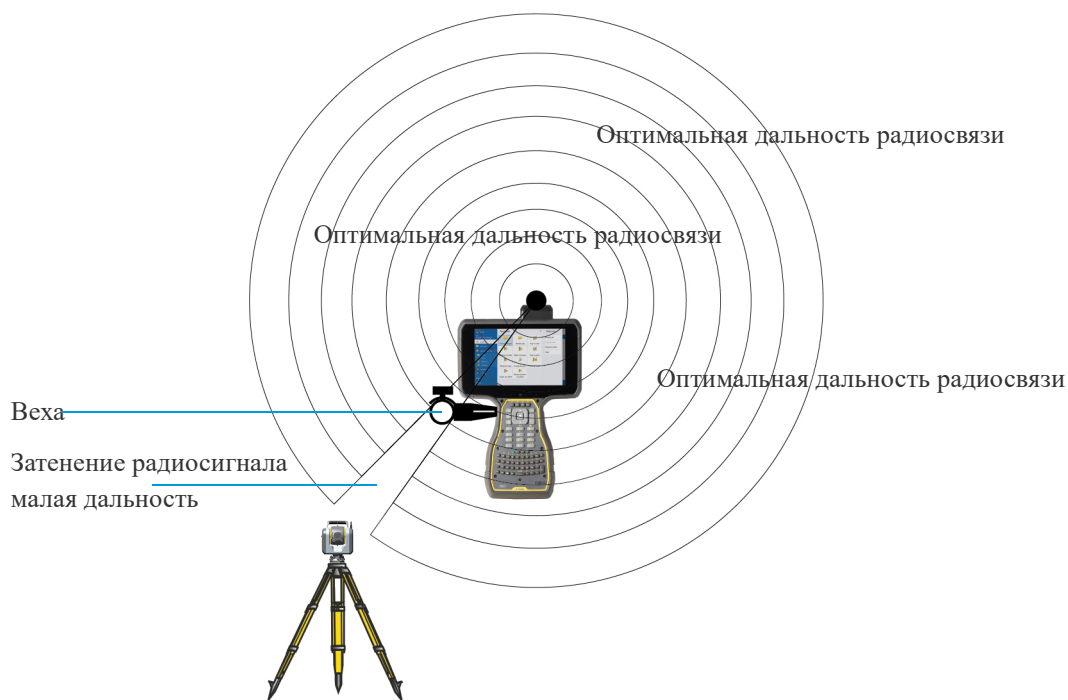 Оптимальная дальность радиосвязи
Оптимальная дальность радиосвязи
Оптимальная дальность радиосвязи
Веха
Затенение радиосигнала
малая дальность